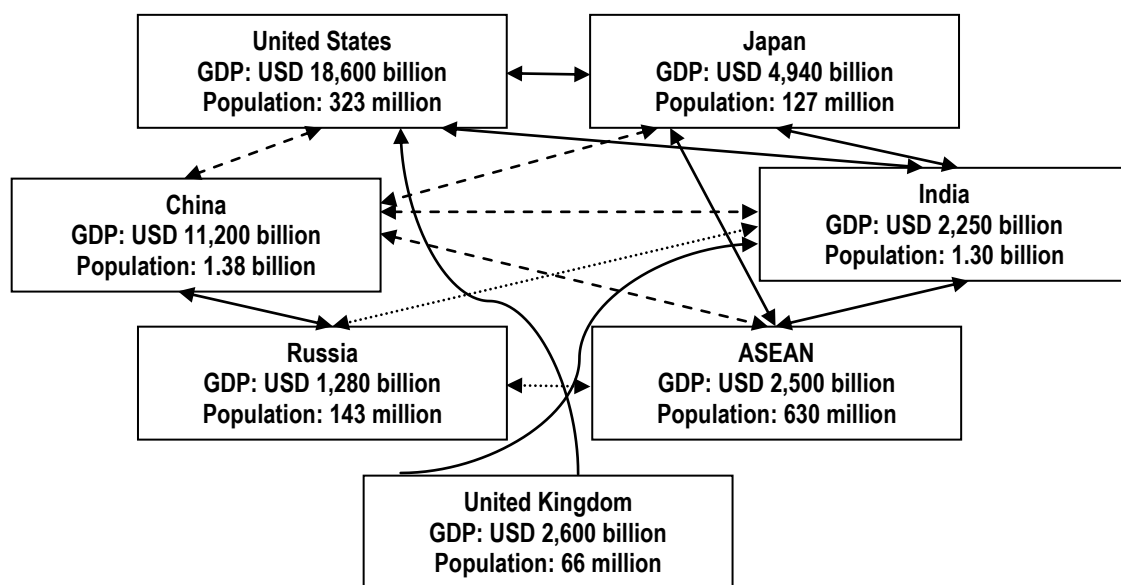 United States
GDP: USD 18,600 billion
Population: 323 million
Japan
GDP: USD 4,940 billion
Population: 127 million
China
GDP: USD 11,200 billion
Population: 1.38 billion
India
GDP: USD 2,250 billion
Population: 1.30 billion
Russia
GDP: USD 1,280 billion
Population: 143 million
ASEAN
GDP: USD 2,500 billion
Population: 630 million
United Kingdom
GDP: USD 2,600 billion
Population: 66 million